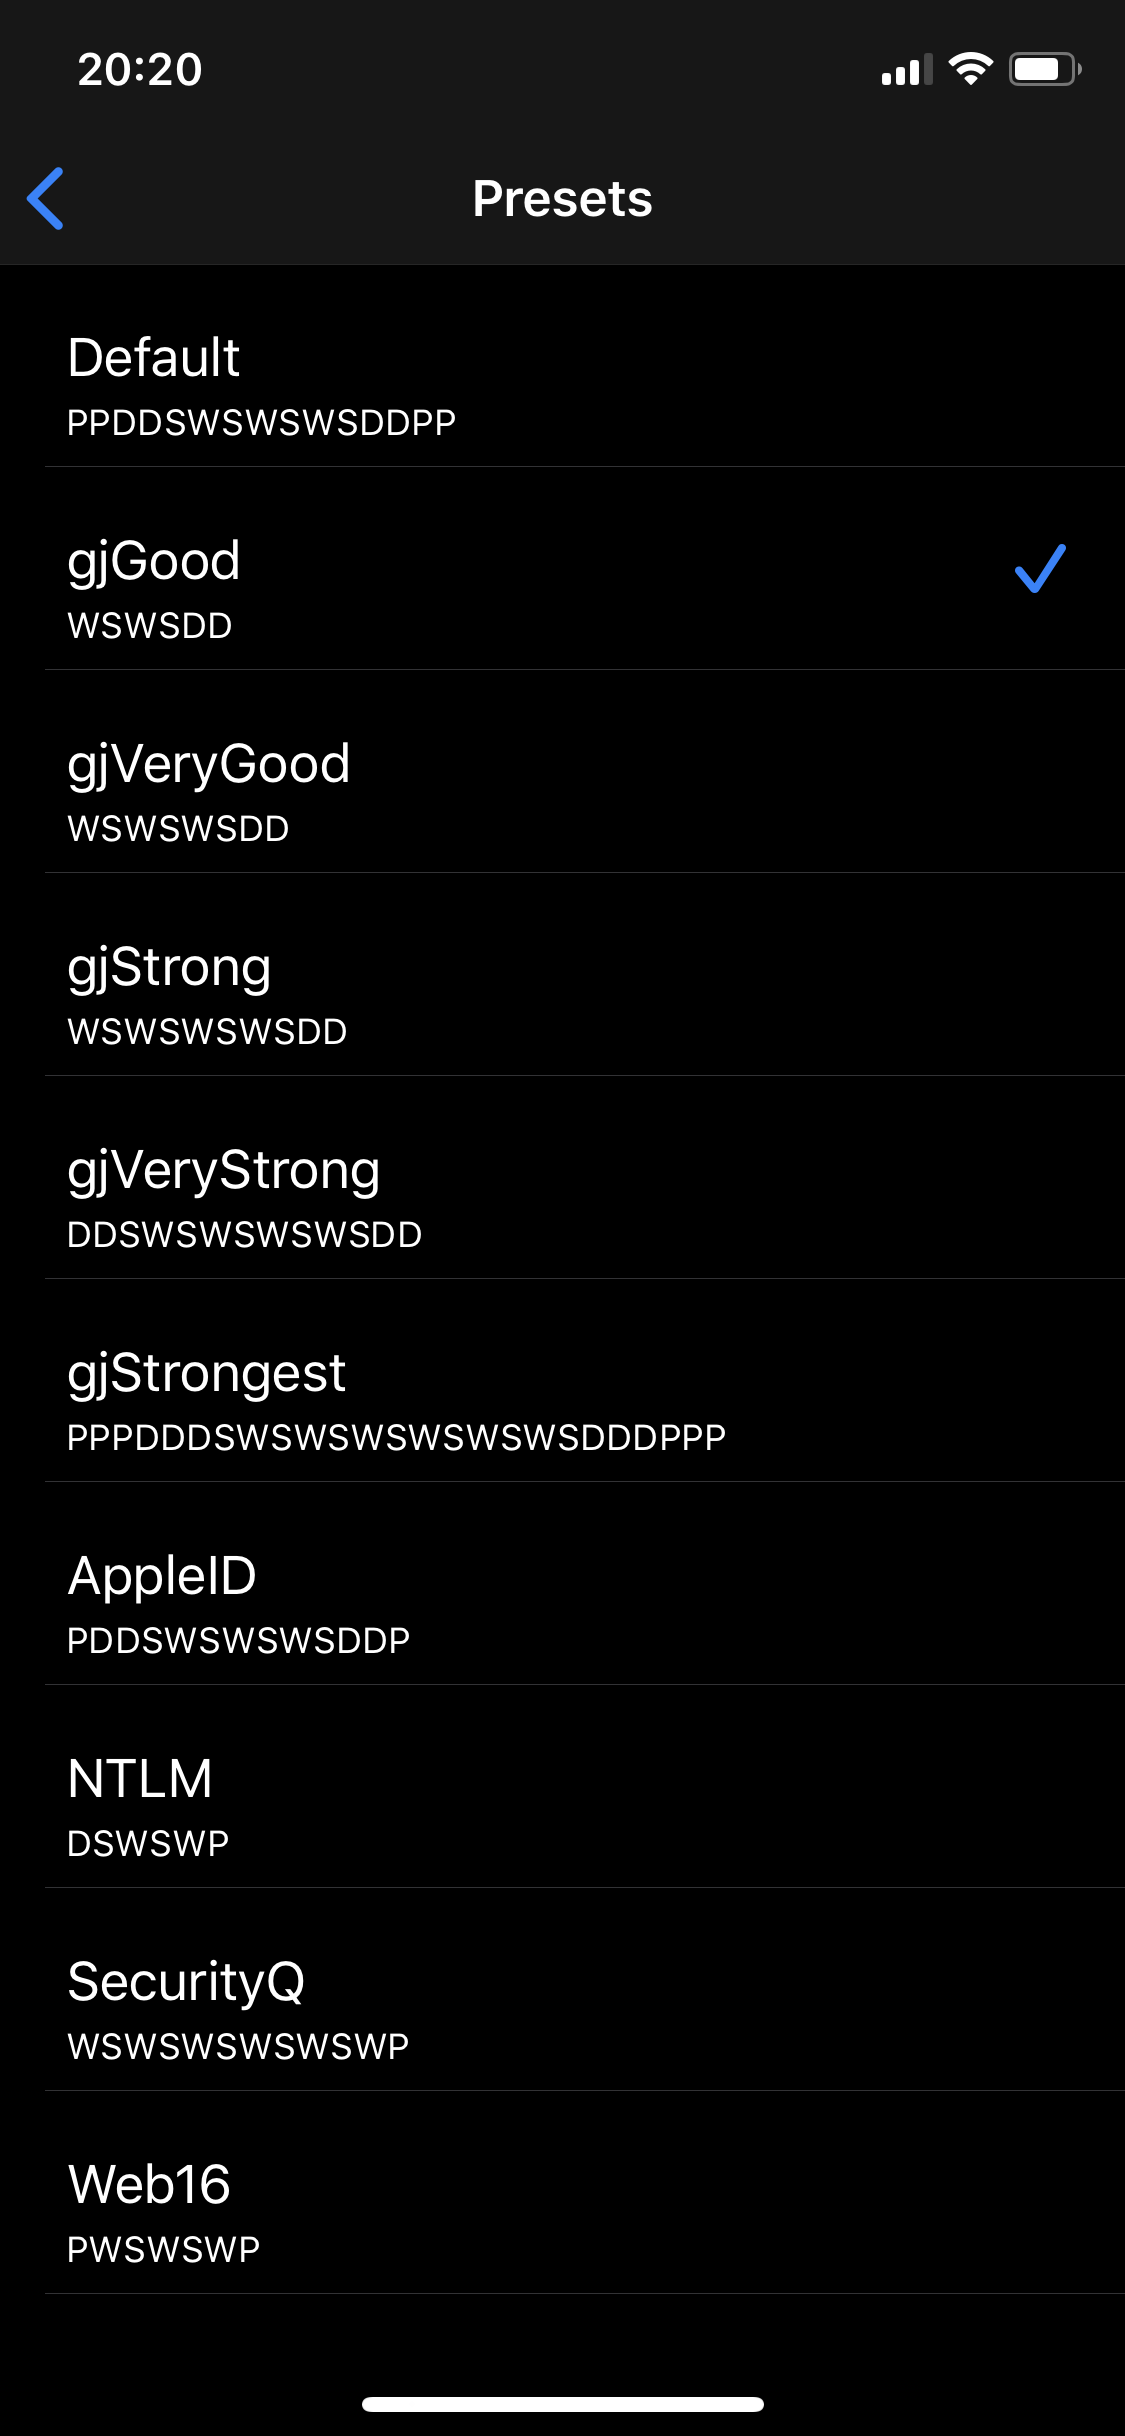 20:20
Presets
Default
PPDDSWSWSWSDDPP
gjGood
WSWSDD
gjVeryGood
WSWSWSDD
gjStrong
WSWSWSWSDD
gjVeryStrong
DDSWSWSWSWSDD
gjStrongest
PPPDDDSWSWSWSWSWSWSDDDPPP
AppleID
PDDSWSWSWSDDP
NTLM
DSWSWP
SecurityQ
WSWSWSWSWSWP
Web16
PWSWSWP